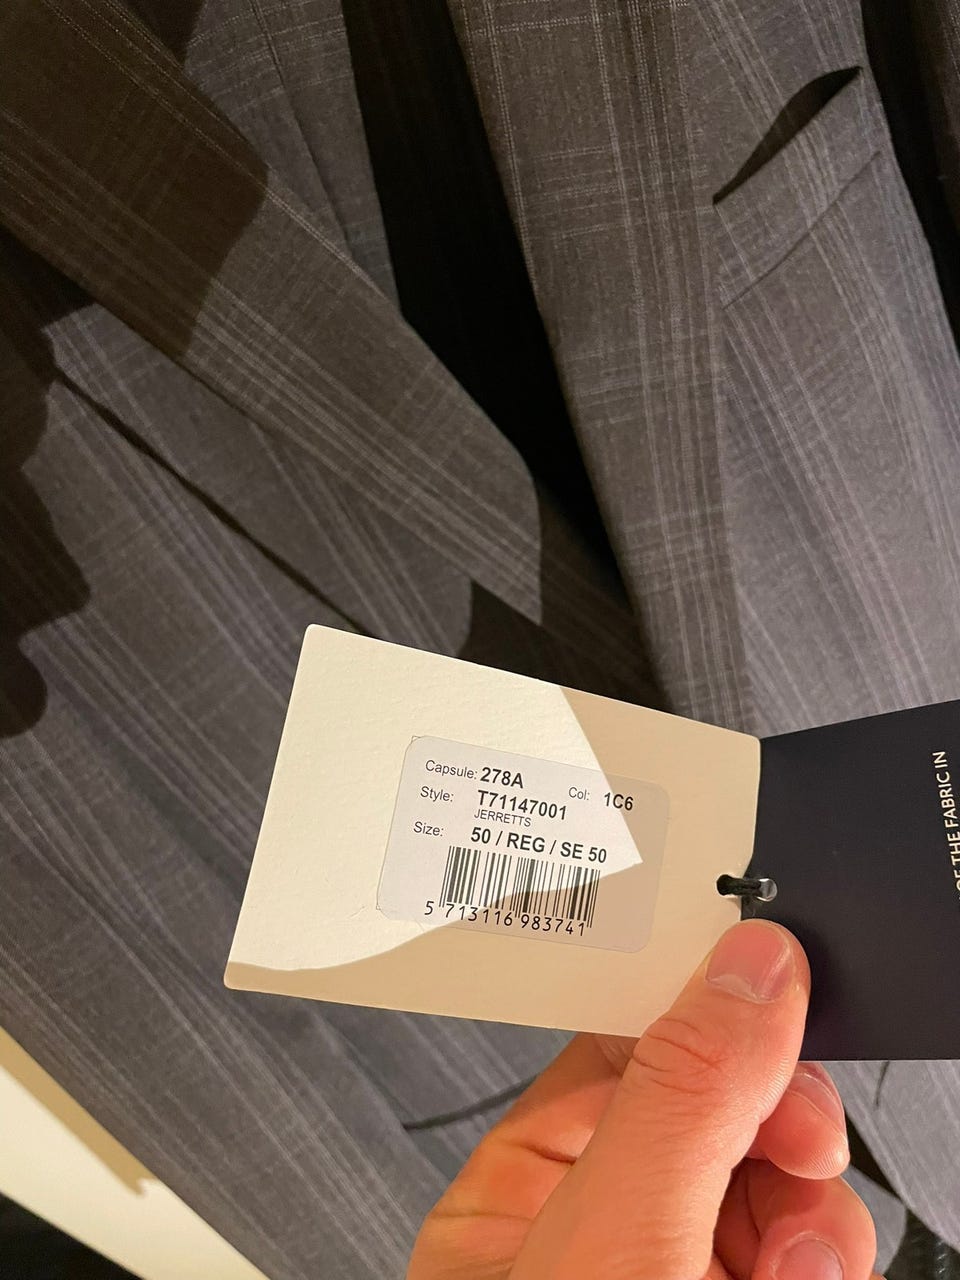 Capsule: 278A
Style: T71147001 Col: 1C6
JERRETTS
Size: 50 / REG / SE 50
5 713116 983741
OF THE FABRIC IN